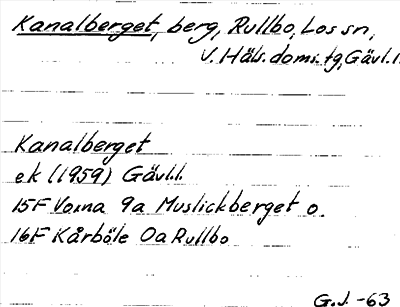 Kanalberget, berg, Rullbo, Los sn,
V. Häls. doms. tg, Gävl.l.
Kanalberget
ek (1959) Gävl.l.
15F Voxna 9a Muslickberget o.
16F Kårböle 0a Rullbo
G.J. -63